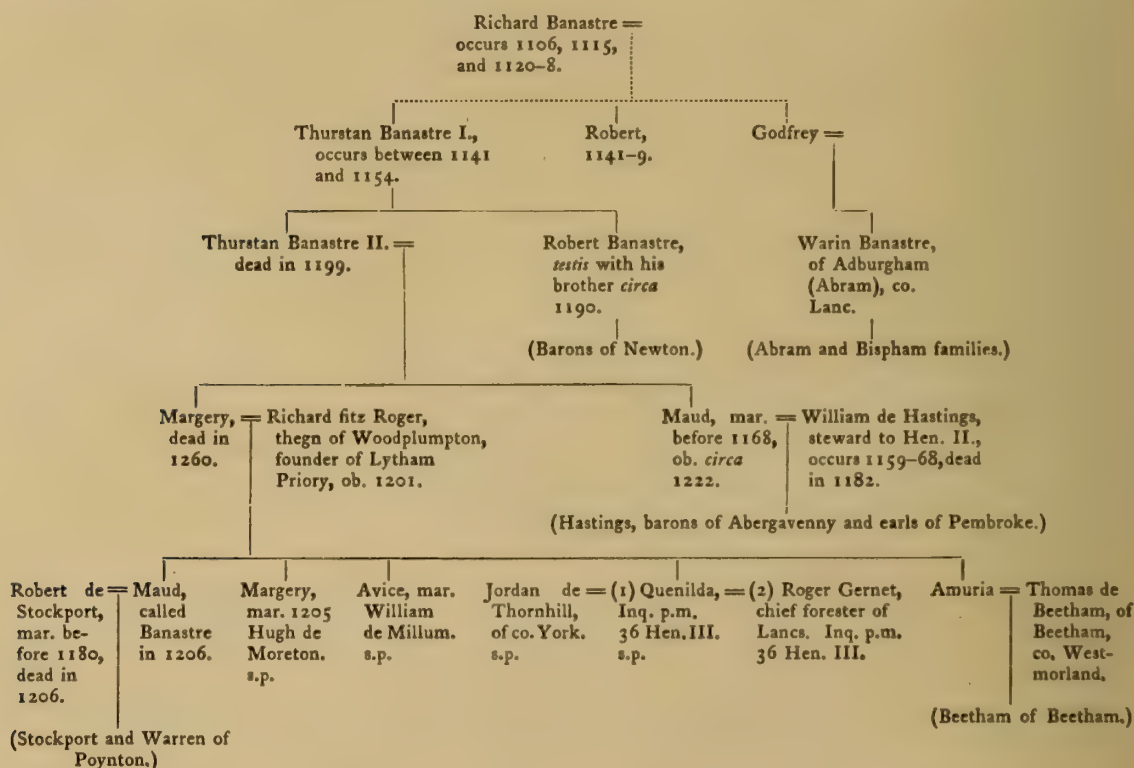 Richard Banastre =
occurs 1106, 1115,
and 1120-8.
Thurstan Banastre I.,
occurs between 1141
and 1154.
Robert,
1141-9.
Godfrey =
Thurstan Banastre II. =
dead in 1199.
Robert Banastre,
testis with his
brother circa
1190.
(Barons of Newton.)
Warin Banastre,
of Adburgham
(Abram), co.
Lanc.
(Abram and Bispham families.)
Margery, =
dead in
1260.
Richard fitz Roger,
thegn of Woodplumpton,
founder of Lytham
Priory, ob. 1201.
Maud, mar. =
before 1168,
ob. circa
1222.
William de Hastings,
steward to Hen. II.,
occurs 1159-68, dead
in 1182.
(Hastings, barons of Abergavenny and earls of Pembroke.)
Robert de =
Stockport,
mar. be-
fore 1180,
dead in
1206.
Maud,
called
Banastre
in 1206.
(Stockport and Warren of
Poynton.)
Margery,
mar. 1205
Hugh de
Moreton.
s.p.
Avice, mar.
William
de Millum.
s.p.
Jordan de =
Thornhill,
of co. York.
s.p.
(1) Quenilda, =
Inq. p.m.
36 Hen. III.
s.p.
(2) Roger Gernet,
chief forester of
Lancs. Inq. p.m.
36 Hen. III.
Amuria =
Thomas de
Beetham, of
Beetham,
co. West-
morland.
(Beetham of Beetham.)